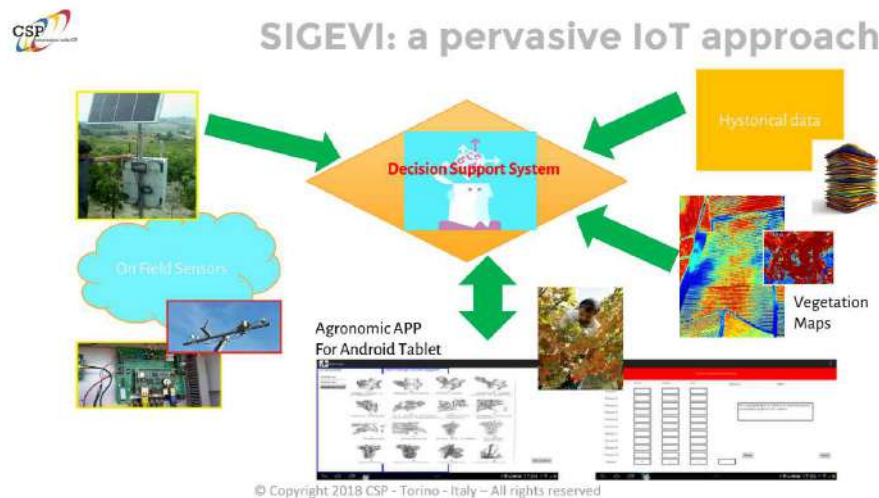 CSP
SIGEVI: a pervasive IoT approach
Hystorical data
Decision Support System
On Field Sensors
Vegetation
Maps
Agronomic APP
For Android Tablet
© Copyright 2018 CSP - Torino - Italy – All rights reserved